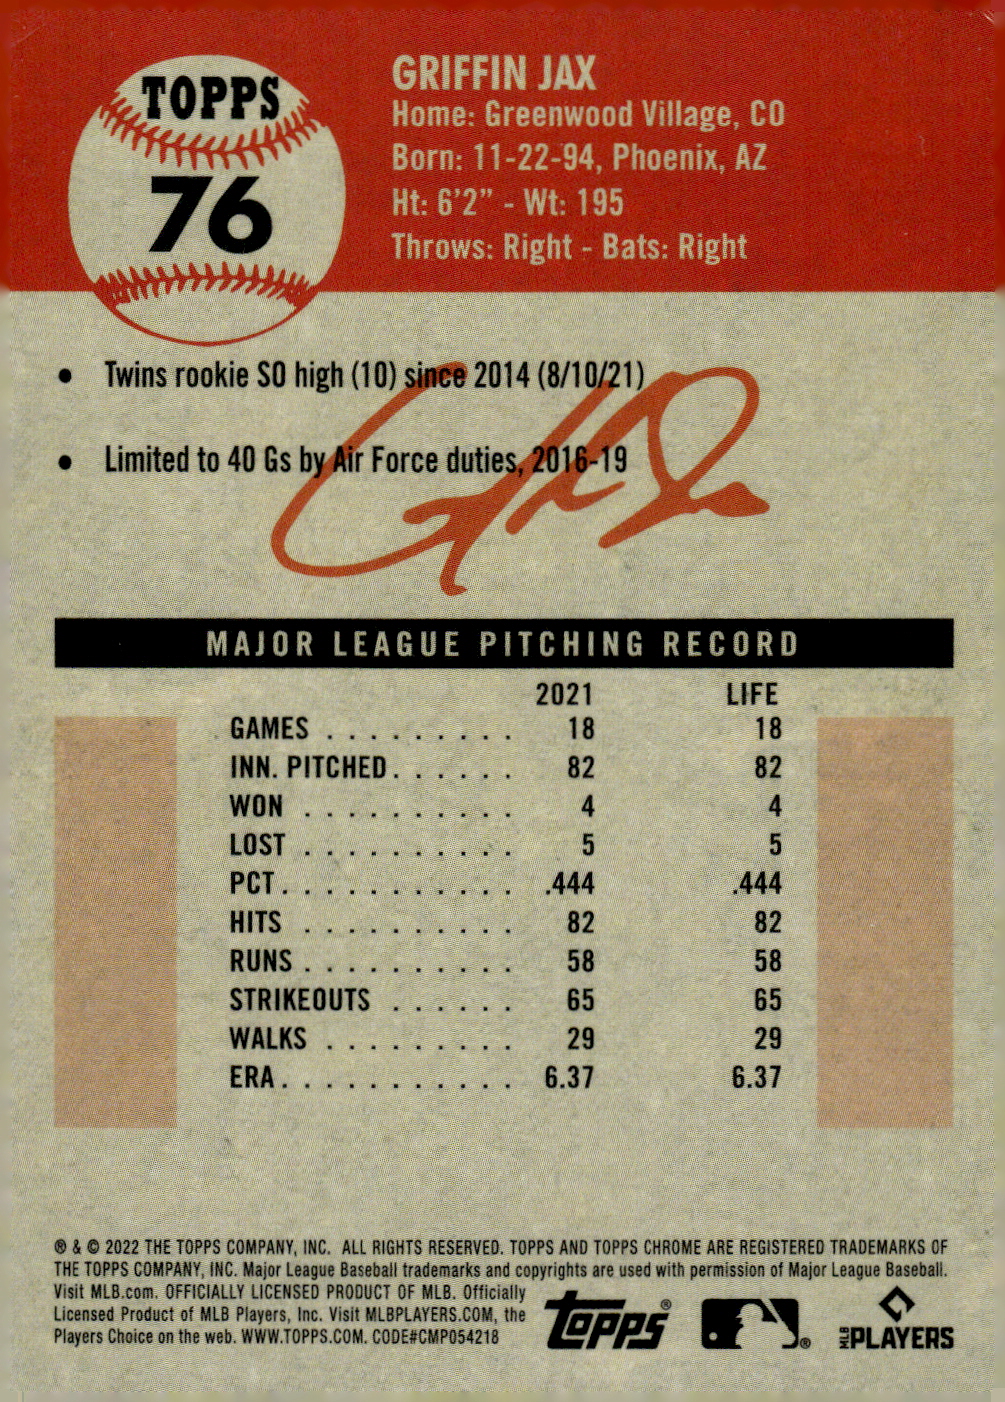 TOPPS
76
GRIFFIN JAX
Home: Greenwood Village, CO
Born: 11-22-94, Phoenix, AZ
Ht: 6'2" - Wt: 195
Throws: Right - Bats: Right
• Twins rookie SO high (10) since 2014 (8/10/21)
• Limited to 40 Gs by Air Force duties, 2016-19
MAJOR LEAGUE PITCHING RECORD
2021 LIFE
GAMES . . . . . . . . . 18 18
INN. PITCHED. . . . . . 82 82
WON . . . . . . . . . . 4 4
LOST . . . . . . . . . . 5 5
PCT. . . . . . . . . . . .444 .444
HITS . . . . . . . . . . 82 82
RUNS . . . . . . . . . . 58 58
STRIKEOUTS . . . . . . 65 65
WALKS . . . . . . . . . 29 29
ERA. . . . . . . . . . . 6.37 6.37
® & © 2022 THE TOPPS COMPANY, INC. ALL RIGHTS RESERVED. TOPPS AND TOPPS CHROME ARE REGISTERED TRADEMARKS OF
THE TOPPS COMPANY, INC. Major League Baseball trademarks and copyrights are used with permission of Major League Baseball.
Visit MLB.com. OFFICIALLY LICENSED PRODUCT OF MLB. Officially
Licensed Product of MLB Players, Inc. Visit MLBPLAYERS.COM, the
Players Choice on the web. WWW.TOPPS.COM. CODE#CMP054218
topps®
®
MLB PLAYERS